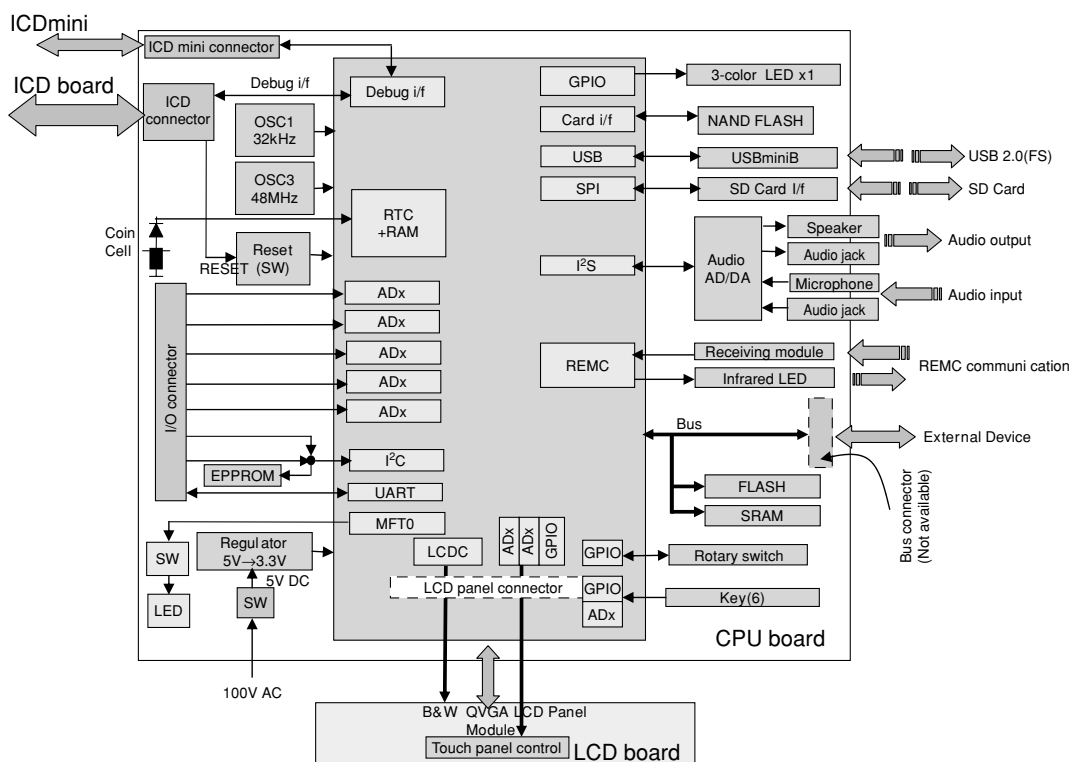 ICDmini
ICD mini connector
ICD board
ICD
connector
Debug i/f
Debug i/f
OSC1
32kHz
OSC3
48MHz
RTC
+RAM
Coin
Cell
RESET
Reset
(SW)
I/O connector
ADx
ADx
ADx
ADx
ADx
I²C
EPPROM
UART
MFT0
SW
LED
Regulator
5V→3.3V
5V DC
SW
100V AC
LCDC
ADx
ADx
GPIO
LCD panel connector
GPIO
GPIO
ADx
GPIO
3-color LED x1
Card i/f
NAND FLASH
USB
USBminiB
USB 2.0(FS)
SPI
SD Card I/f
SD Card
I²S
Audio
AD/DA
Speaker
Audio jack
Audio output
Microphone
Audio jack
Audio input
REMC
Receiving module
Infrared LED
REMC communi cation
Bus
External Device
Bus connector
(Not available)
FLASH
SRAM
Rotary switch
Key(6)
CPU board
B&W QVGA LCD Panel
Module
Touch panel control
LCD board